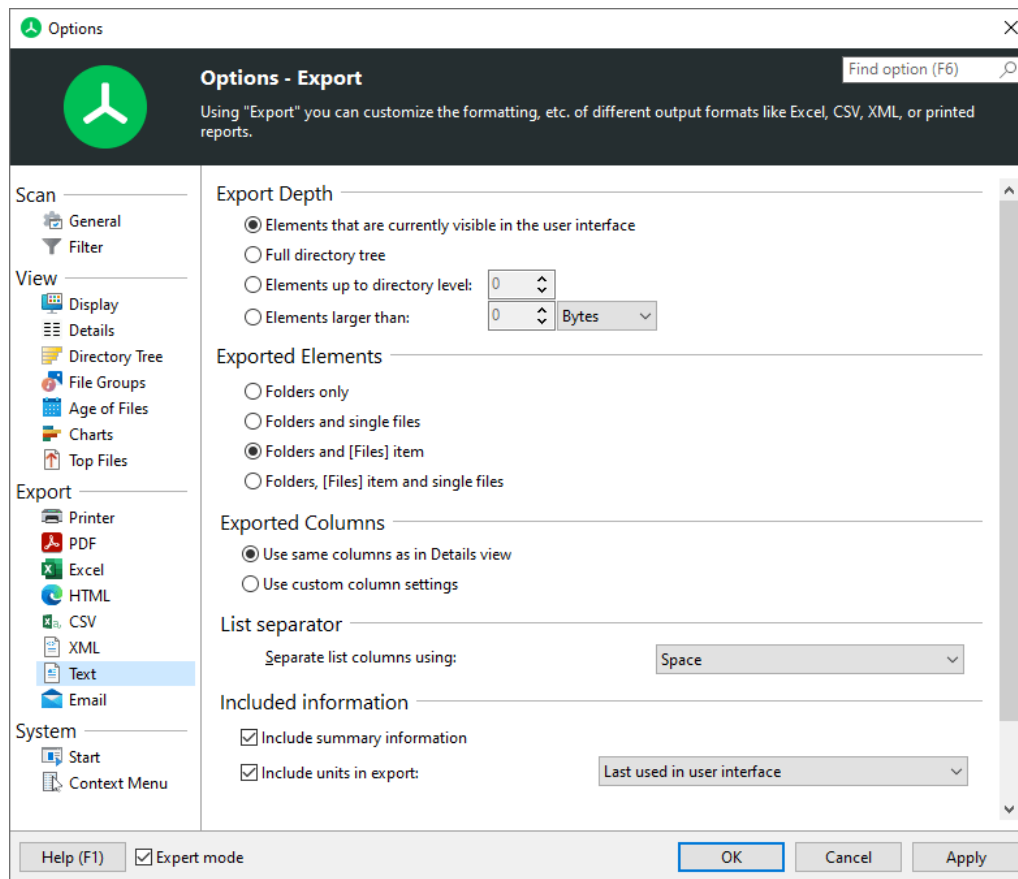 Options
Options - Export
Find option (F6)
Using "Export" you can customize the formatting, etc. of different output formats like Excel, CSV, XML, or printed
reports.
Scan
General
Filter
View
Display
Details
Directory Tree
File Groups
Age of Files
Charts
Top Files
Export
Printer
PDF
Excel
HTML
CSV
XML
Text
Email
System
Start
Context Menu
Export Depth
Elements that are currently visible in the user interface
Full directory tree
Elements up to directory level: 0
Elements larger than: 0 Bytes
Exported Elements
Folders only
Folders and single files
Folders and [Files] item
Folders, [Files] item and single files
Exported Columns
Use same columns as in Details view
Use custom column settings
List separator
Separate list columns using: Space
Included information
Include summary information
Include units in export: Last used in user interface
Help (F1) Expert mode OK Cancel Apply